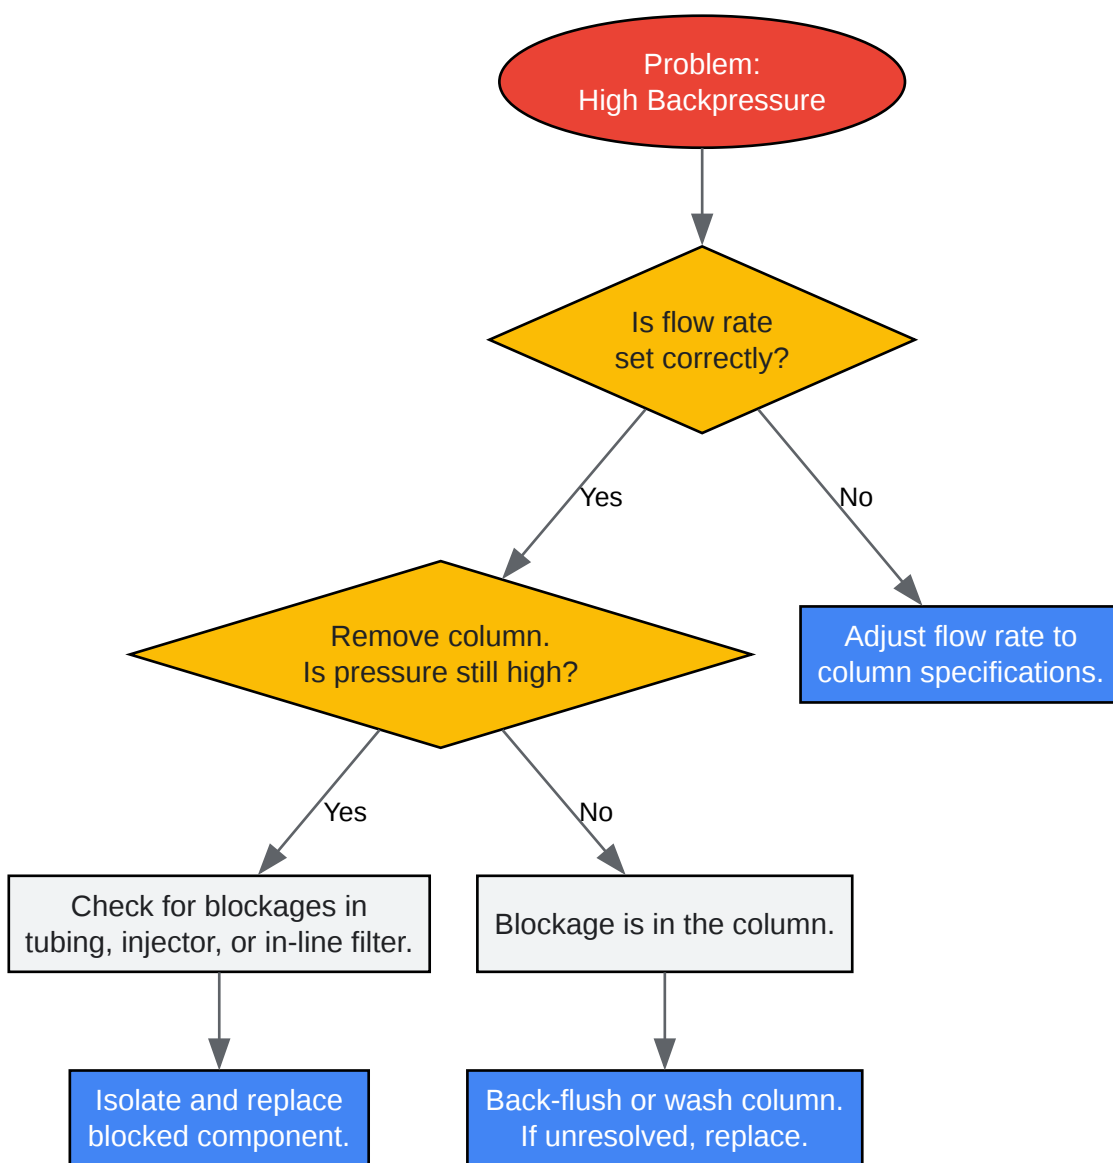 Problem:
High Backpressure
Is flow rate
set correctly?
Yes
No
Remove column.
Is pressure still high?
Adjust flow rate to
column specifications.
Yes
No
Check for blockages in
tubing, injector, or in-line filter.
Blockage is in the column.
Isolate and replace
blocked component.
Back-flush or wash column.
If unresolved, replace.